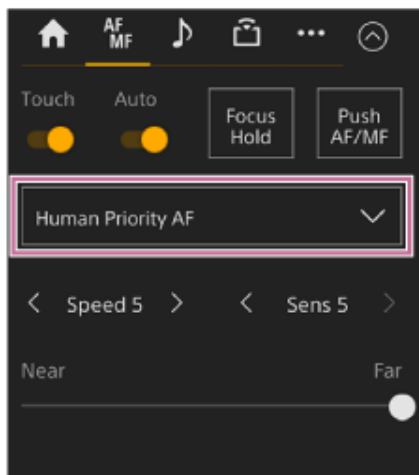 AF
MF
Touch Auto
Focus
Hold
Push
AF/MF
Human Priority AF
Speed 5
Sens 5
Near Far